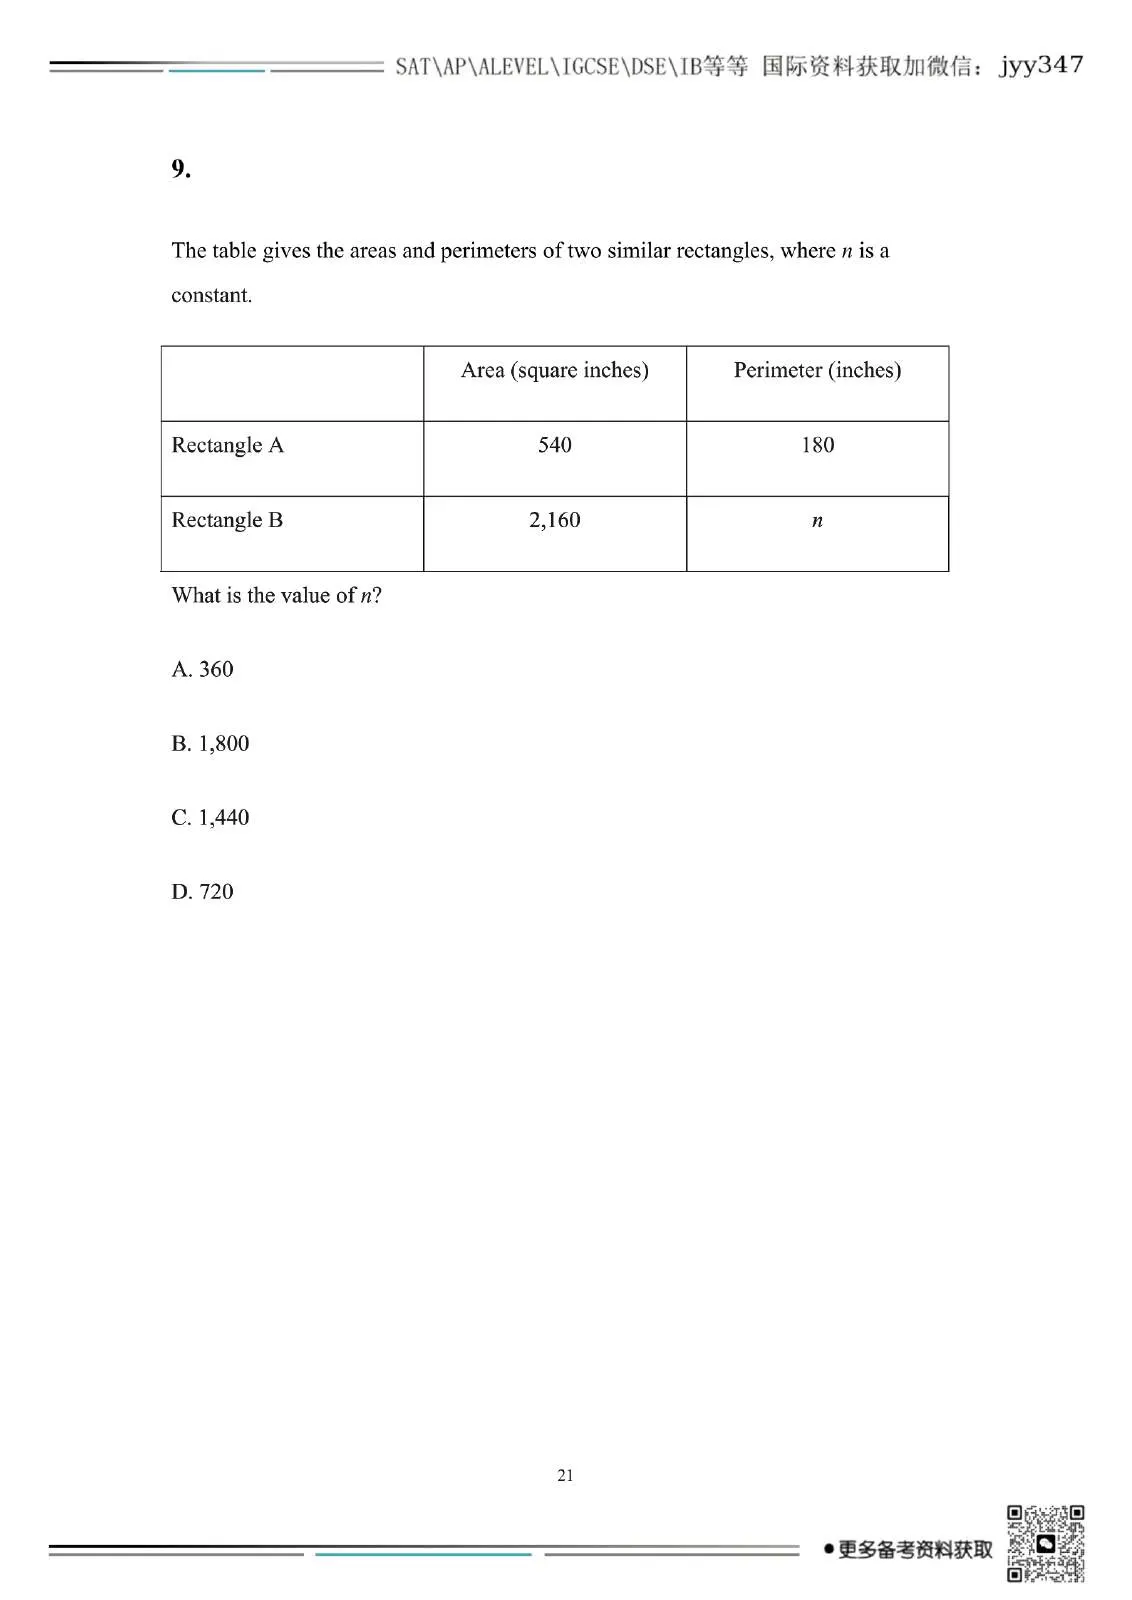 SAT\AP\ALEVEL\IGCSE\DSE\IB等等 国际资料获取加微信: jyy347
9.
The table gives the areas and perimeters of two similar rectangles, where n is a
constant.
Area (square inches) Perimeter (inches)
Rectangle A 540 180
Rectangle B 2,160 n
What is the value of n?
A. 360
B. 1,800
C. 1,440
D. 720
21
●更多备考资料获取